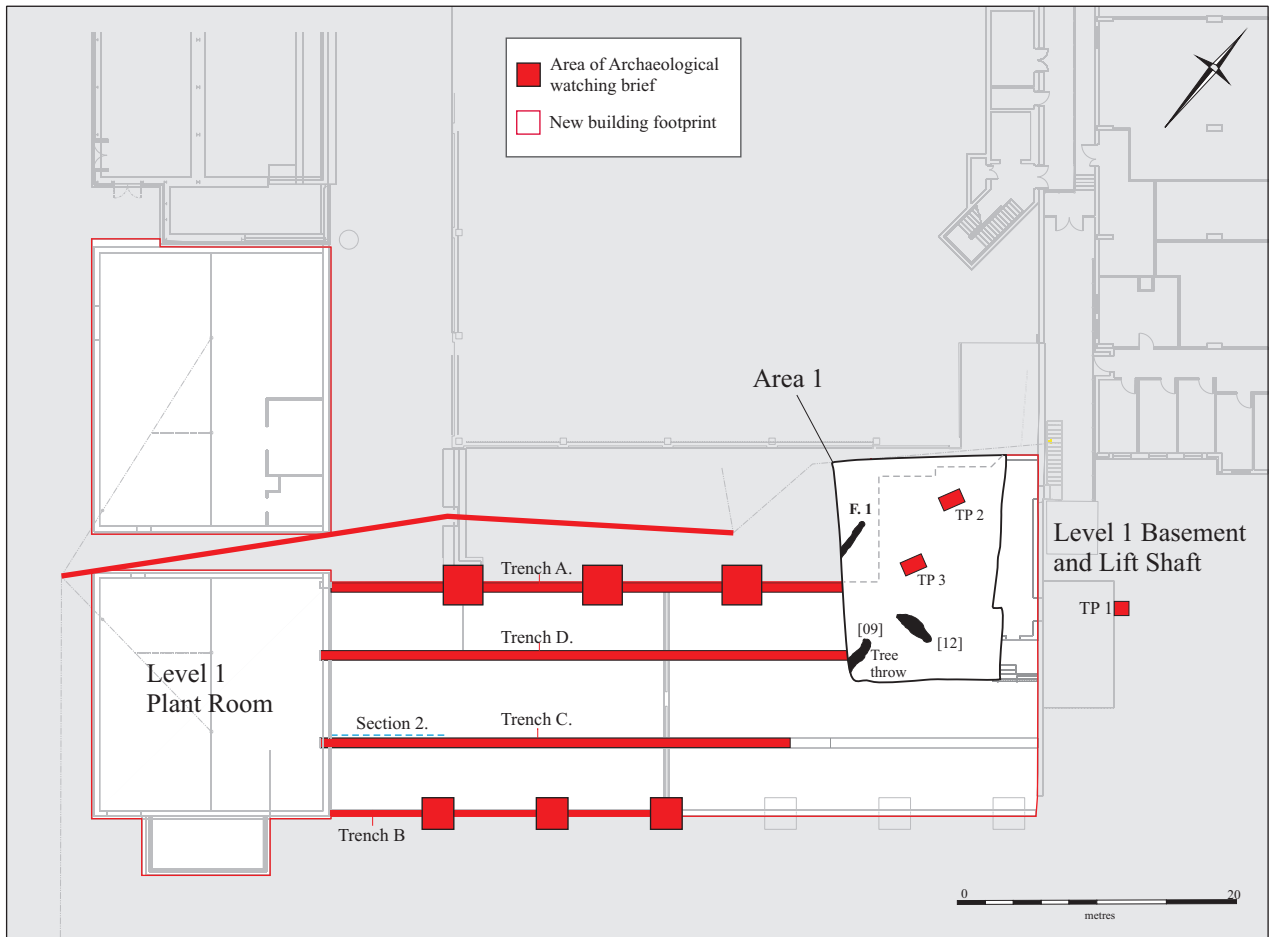 Area of Archaeological
watching brief
New building footprint
Area 1
F. 1
TP 2
Level 1 Basement
and Lift Shaft
TP 3
Trench A.
TP 1
[09]
[12]
Trench D.
Tree
throw
Level 1
Plant Room
Section 2.
Trench C.
Trench B
0
20
metres